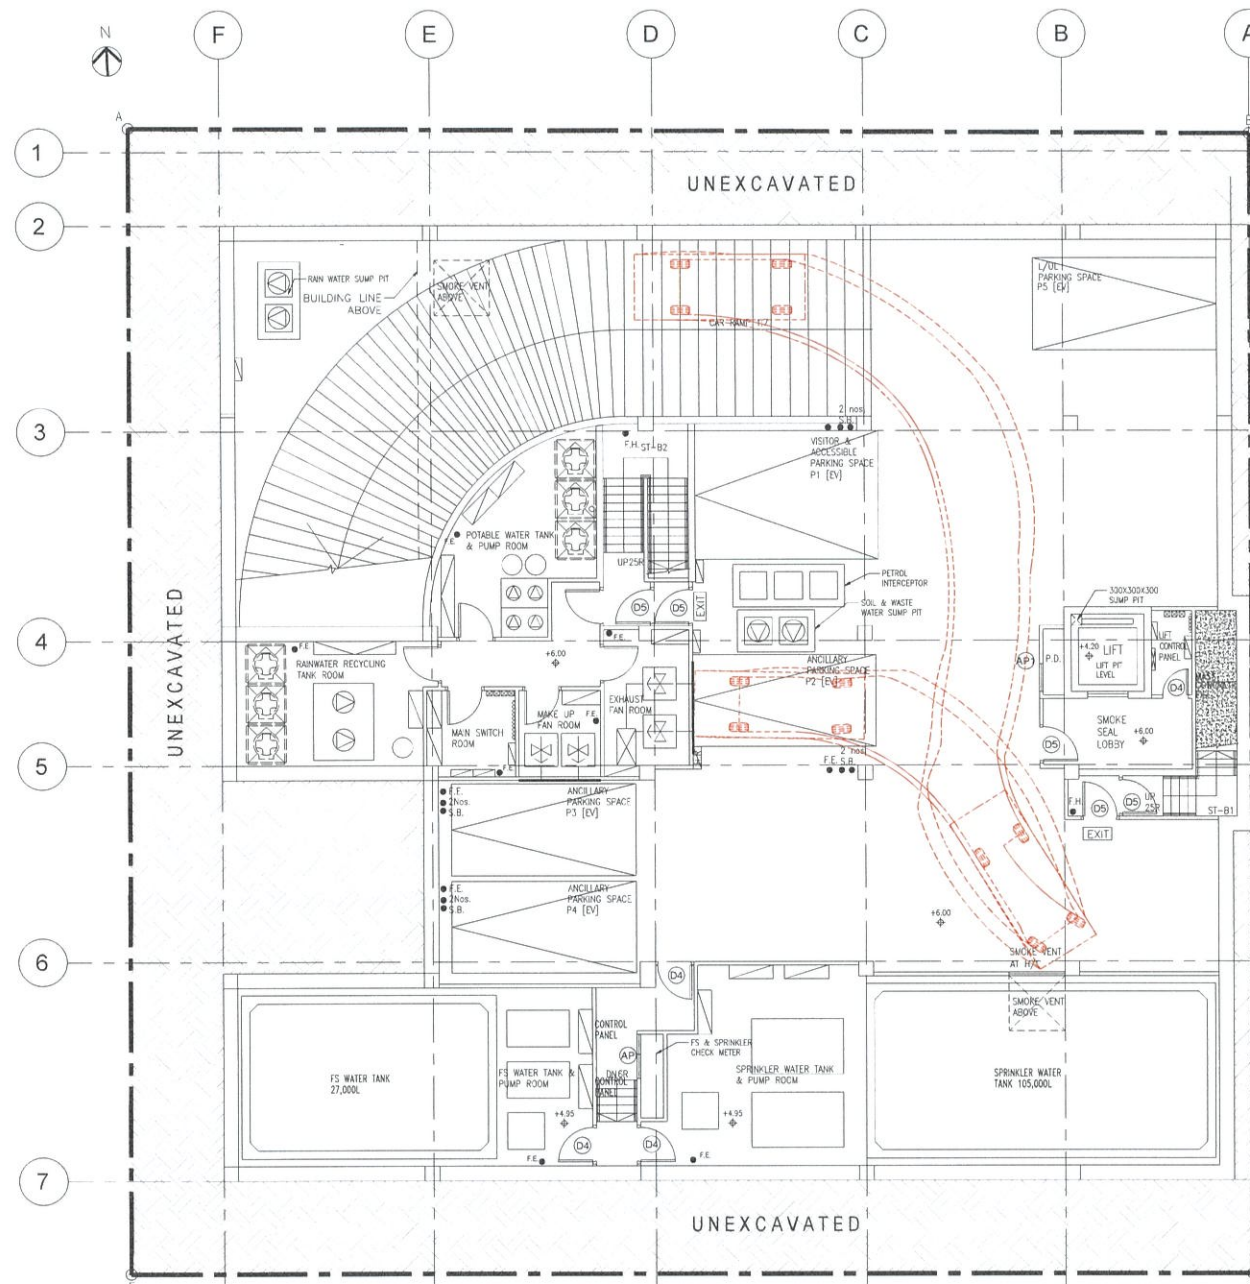 F
E
D
C
B
A
N
A
1
UNEXCAVATED
2
RAIN WATER SUMP PIT
BUILDING LINE
ABOVE
SMOKE VENT
ABOVE
L/UL
PARKING SPACE
P5 [EV]
CAR RAMP 1:7
3
2 nos.
S.B.
F.H.
ST-B2
VISITOR &
ACCESSIBLE
PARKING SPACE
P1 [EV]
F.E.
POTABLE WATER TANK
& PUMP ROOM
UP25R
PETROL
INTERCEPTOR
SOIL & WASTE
WATER SUMP PIT
300X300X300
SUMP PIT
D5
D5
EXIT
UNEXCAVATED
4
F.E.
F.E.
RAINWATER RECYCLING
TANK ROOM
+6.00
ANCILLARY
PARKING SPACE
P2 [EV]
AP1
P.D.
+4.20
LIFT
LIFT PIT
LEVEL
LIFT
CONTROL
PANEL
D4
EXHAUST
FAN ROOM
MAKE UP
FAN ROOM
F.E.
MAIN SWITCH
ROOM
SMOKE
SEAL
LOBBY
+6.00
D5
5
2 nos.
F.E. S.B.
F.E.
F.E.
2Nos.
S.B.
ANCILLARY
PARKING SPACE
P3 [EV]
F.H.
D5
D5
UP
25R
ST-B1
EXIT
F.E.
2Nos.
S.B.
ANCILLARY
PARKING SPACE
P4 [EV]
+6.00
6
SMOKE VENT
AT H/L
D4
SMOKE VENT
ABOVE
CONTROL
PANEL
AP
FS & SPRINKLER
CHECK METER
FS WATER TANK
27,000L
FS WATER TANK &
PUMP ROOM
DN6R
CONTROL
PANEL
SPRINKLER WATER TANK
& PUMP ROOM
SPRINKLER WATER
TANK 105,000L
+4.95
+4.95
D4
D4
F.E.
F.E
7
UNEXCAVATED